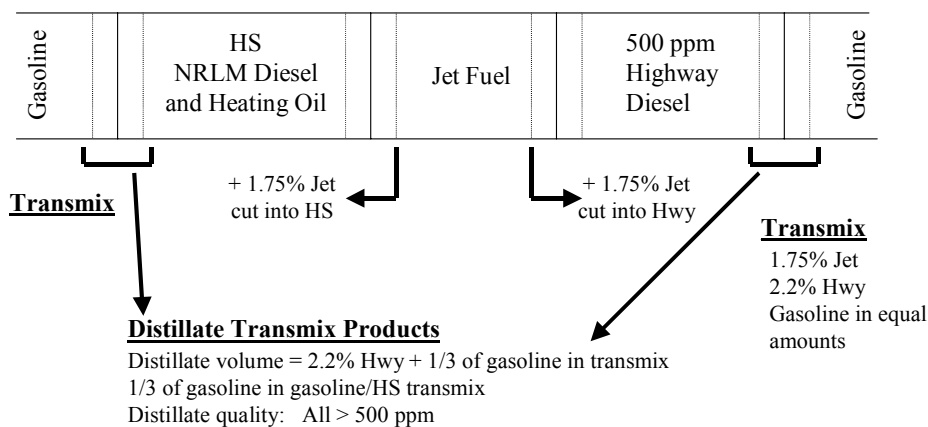 Gasoline
HS
NRLM Diesel
and Heating Oil
Jet Fuel
500 ppm
Highway
Diesel
Gasoline
+ 1.75% Jet
cut into HS
+ 1.75% Jet
cut into Hwy
Transmix
Transmix
1.75% Jet
2.2% Hwy
Gasoline in equal
amounts
Distillate Transmix Products
Distillate volume = 2.2% Hwy + 1/3 of gasoline in transmix
1/3 of gasoline in gasoline/HS transmix
Distillate quality: All > 500 ppm